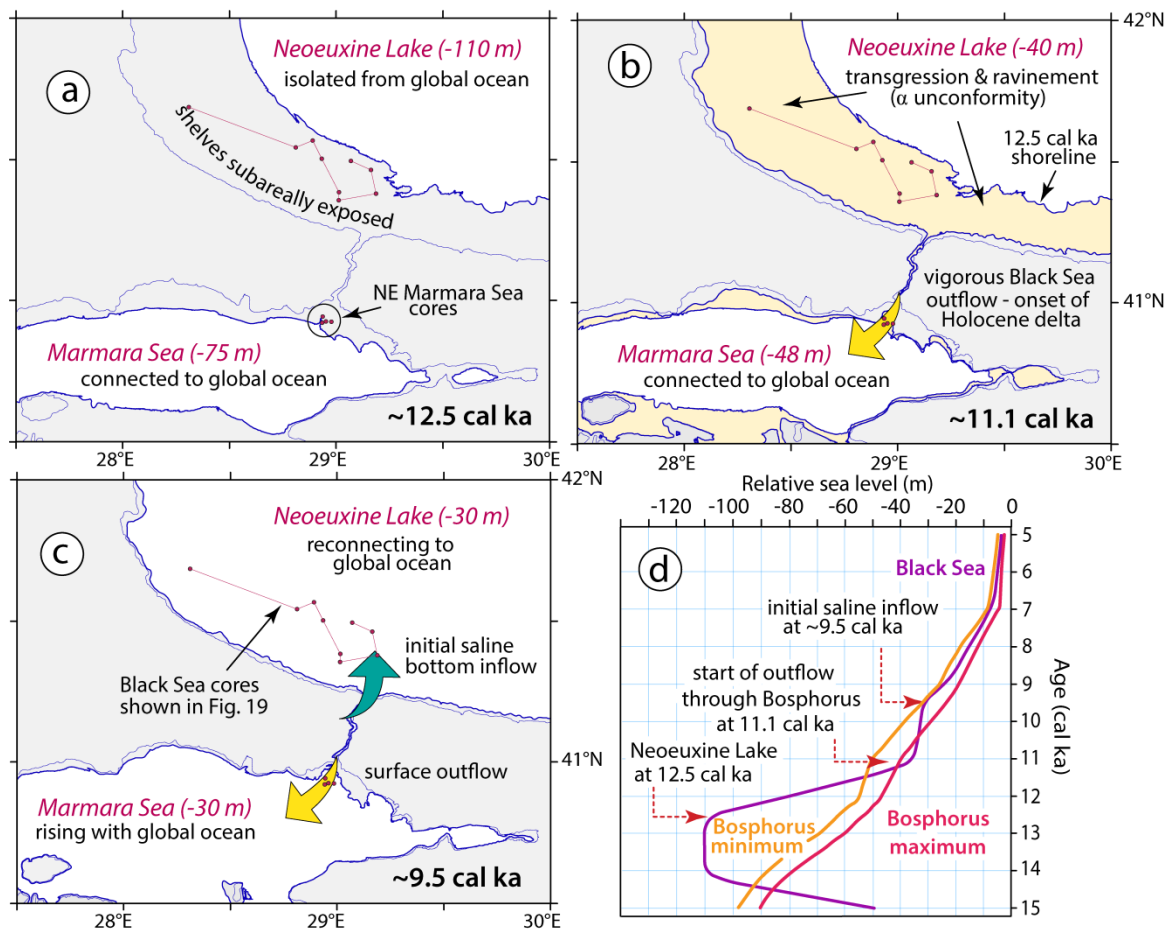 a
Neoeuxine Lake (-110 m)
isolated from global ocean
shelves subareally exposed
NE Marmara Sea
cores
Marmara Sea (-75 m)
connected to global ocean
~12.5 cal ka
28°E
29°E
30°E
b
Neoeuxine Lake (-40 m)
transgression & ravinement
(α unconformity)
12.5 cal ka
shoreline
vigorous Black Sea
outflow - onset of
Holocene delta
Marmara Sea (-48 m)
connected to global ocean
~11.1 cal ka
42°N
41°N
28°E
29°E
30°E
c
Neoeuxine Lake (-30 m)
reconnecting to
global ocean
initial saline
bottom inflow
Black Sea cores
shown in Fig. 19
surface outflow
Marmara Sea (-30 m)
rising with global ocean
~9.5 cal ka
42°N
41°N
28°E
29°E
30°E
Relative sea level (m)
-120 -100 -80 -60 -40 -20 0
d
Black Sea
initial saline inflow
at ~9.5 cal ka
start of outflow
through Bosphorus
at 11.1 cal ka
Neoeuxine Lake
at 12.5 cal ka
Bosphorus
minimum
Bosphorus
maximum
5
6
7
8
9
10
11
12
13
14
15
Age (cal ka)